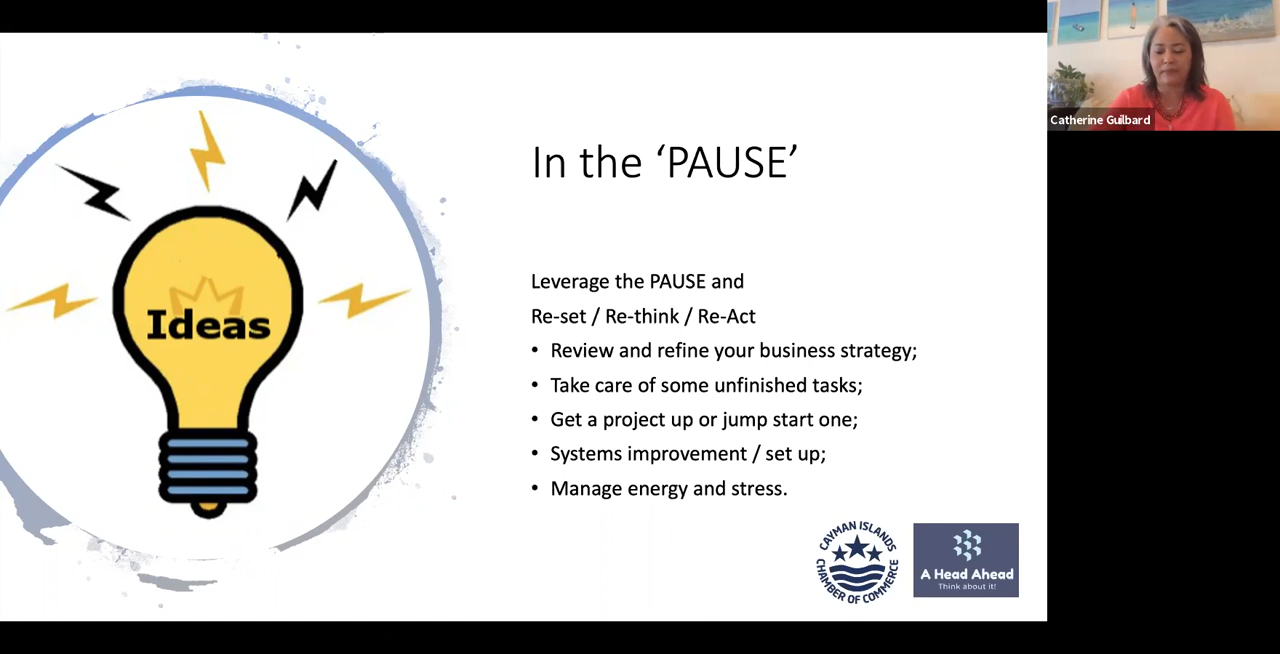 Catherine Guilbard
In the ‘PAUSE’
Ideas
Leverage the PAUSE and
Re-set / Re-think / Re-Act
• Review and refine your business strategy;
• Take care of some unfinished tasks;
• Get a project up or jump start one;
• Systems improvement / set up;
• Manage energy and stress.
CAYMAN ISLANDS
CHAMBER OF COMMERCE
A Head Ahead
Think about it!